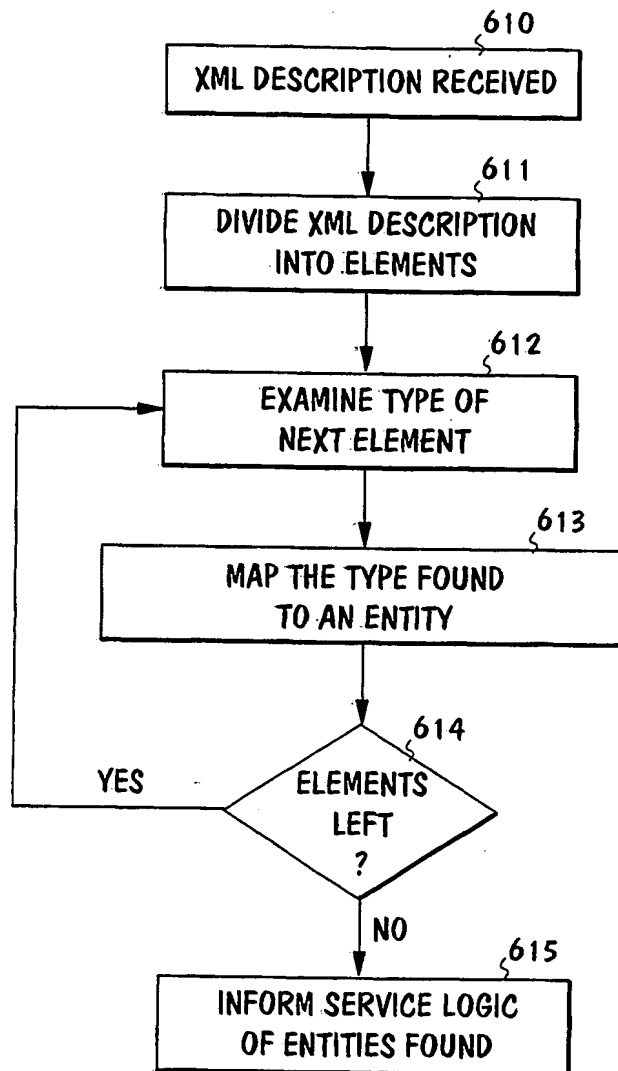 610
XML DESCRIPTION RECEIVED
611
DIVIDE XML DESCRIPTION
INTO ELEMENTS
612
EXAMINE TYPE OF
NEXT ELEMENT
613
MAP THE TYPE FOUND
TO AN ENTITY
614
YES
ELEMENTS
LEFT
?
NO
615
INFORM SERVICE LOGIC
OF ENTITIES FOUND